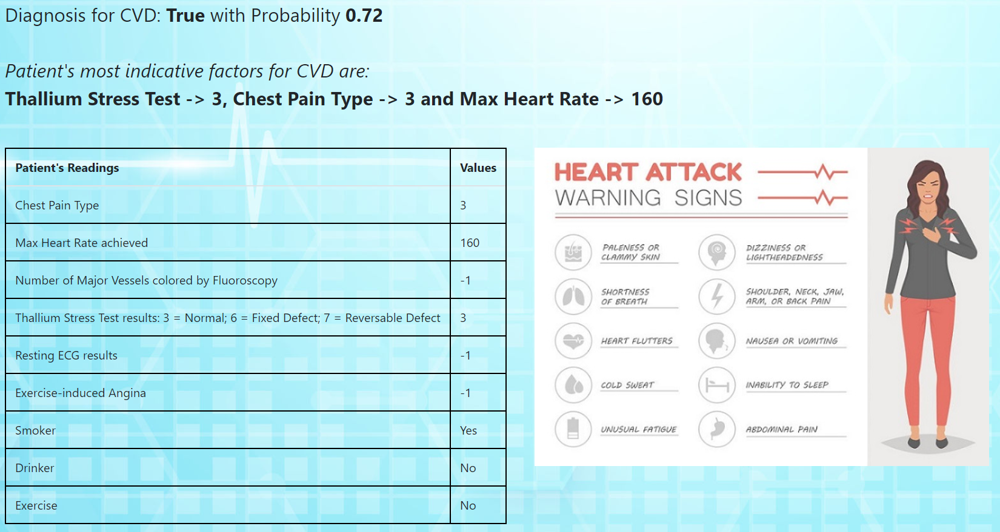 Diagnosis for CVD: True with Probability 0.72
Patient's most indicative factors for CVD are:
Thallium Stress Test -> 3, Chest Pain Type -> 3 and Max Heart Rate -> 160
Patient's Readings Values
Chest Pain Type 3
Max Heart Rate achieved 160
Number of Major Vessels colored by Fluoroscopy -1
Thallium Stress Test results: 3 = Normal; 6 = Fixed Defect; 7 = Reversable Defect 3
Resting ECG results -1
Exercise-induced Angina -1
Smoker Yes
Drinker No
Exercise No
HEART ATTACK
WARNING SIGNS
PALENESS OR
CLAMMY SKIN
DIZZINESS OR
LIGHTHEADEDNESS
SHORTNESS
OF BREATH
SHOULDER, NECK, JAW,
ARM, OR BACK PAIN
HEART FLUTTERS
NAUSEA OR VOMITING
COLD SWEAT
INABILITY TO SLEEP
UNUSUAL FATIGUE
ABDOMINAL PAIN